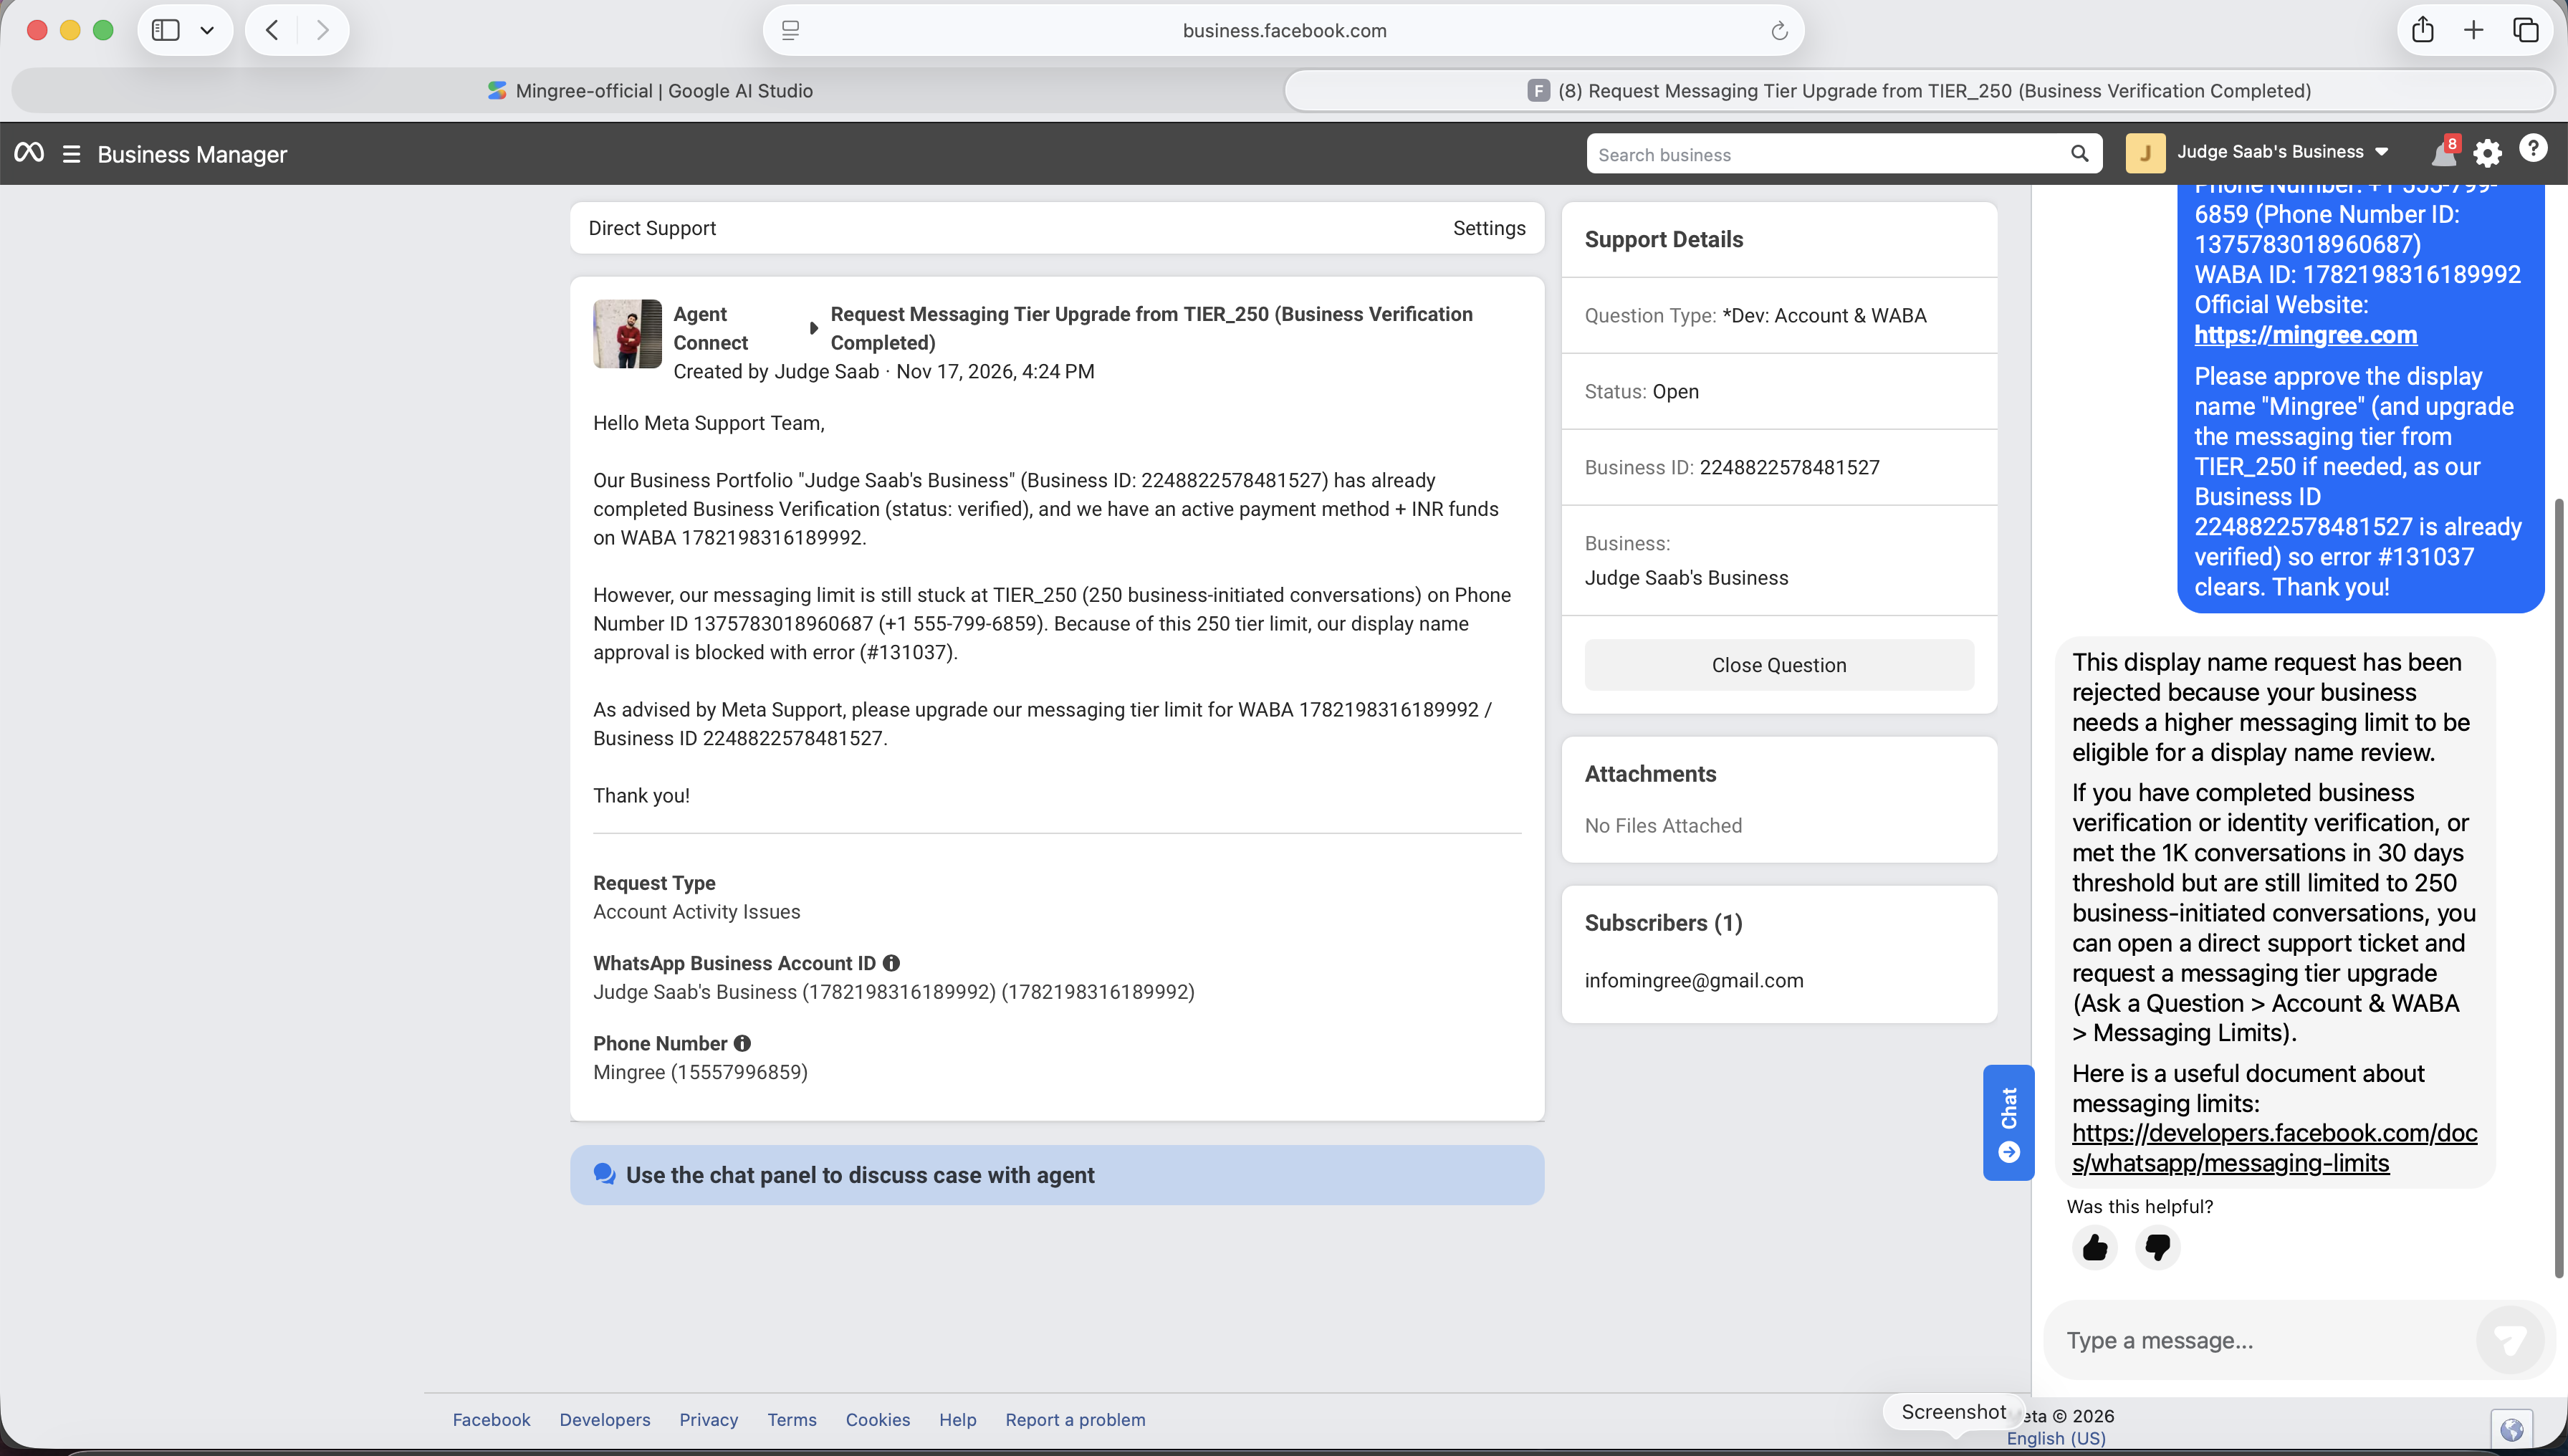 business.facebook.com
Mingree-official | Google AI Studio
F
(8) Request Messaging Tier Upgrade from TIER_250 (Business Verification Completed)
Business Manager
Search business
J
Judge Saab's Business
8
Direct Support
Settings
Agent
Connect
Request Messaging Tier Upgrade from TIER_250 (Business Verification
Completed)
Created by Judge Saab · Nov 17, 2026, 4:24 PM
Hello Meta Support Team,
Our Business Portfolio "Judge Saab's Business" (Business ID: 2248822578481527) has already
completed Business Verification (status: verified), and we have an active payment method + INR funds
on WABA 1782198316189992.
However, our messaging limit is still stuck at TIER_250 (250 business-initiated conversations) on Phone
Number ID 1375783018960687 (+1 555-799-6859). Because of this 250 tier limit, our display name
approval is blocked with error (#131037).
As advised by Meta Support, please upgrade our messaging tier limit for WABA 1782198316189992 /
Business ID 2248822578481527.
Thank you!
Request Type
Account Activity Issues
WhatsApp Business Account ID
Judge Saab's Business (1782198316189992) (1782198316189992)
Phone Number
Mingree (15557996859)
Use the chat panel to discuss case with agent
Support Details
Question Type: *Dev: Account & WABA
Status: Open
Business ID: 2248822578481527
Business:
Judge Saab's Business
Close Question
Attachments
No Files Attached
Subscribers (1)
infomingree@gmail.com
Chat
Phone Number: +1 555-799-
6859 (Phone Number ID:
1375783018960687)
WABA ID: 1782198316189992
Official Website:
https://mingree.com
Please approve the display
name "Mingree" (and upgrade
the messaging tier from
TIER_250 if needed, as our
Business ID
2248822578481527 is already
verified) so error #131037
clears. Thank you!
This display name request has been
rejected because your business
needs a higher messaging limit to be
eligible for a display name review.
If you have completed business
verification or identity verification, or
met the 1K conversations in 30 days
threshold but are still limited to 250
business-initiated conversations, you
can open a direct support ticket and
request a messaging tier upgrade
(Ask a Question > Account & WABA
> Messaging Limits).
Here is a useful document about
messaging limits:
https://developers.facebook.com/doc
s/whatsapp/messaging-limits
Was this helpful?
Type a message...
Facebook
Developers
Privacy
Terms
Cookies
Help
Report a problem
Screenshot
eta © 2026
English (US)